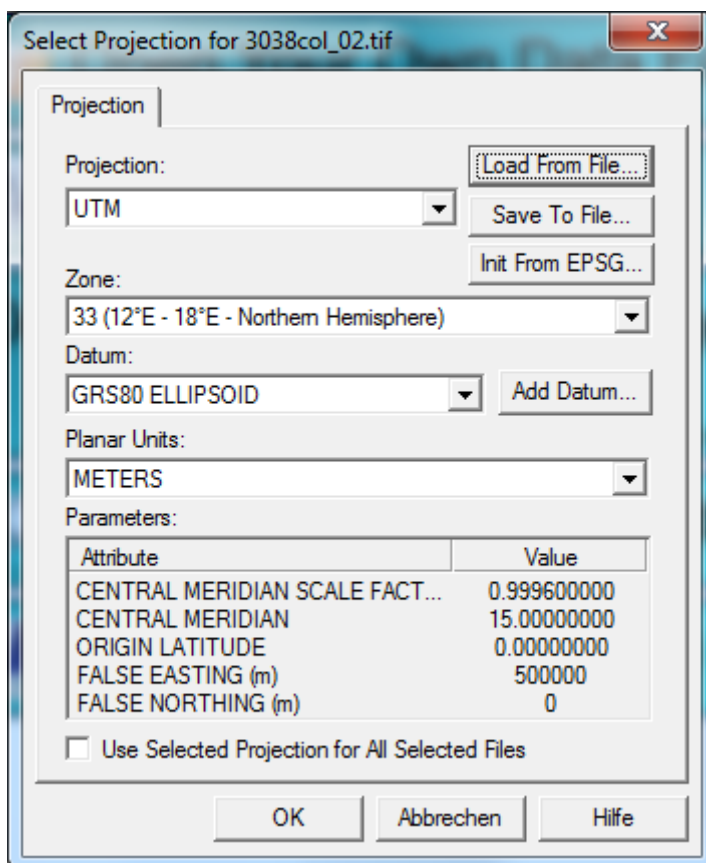 Select Projection for 3038col_02.tif
Projection
Projection:
Load From File...
UTM
Save To File...
Init From EPSG...
Zone:
33 (12°E - 18°E - Northern Hemisphere)
Datum:
GRS80 ELLIPSOID
Add Datum...
Planar Units:
METERS
Parameters:
Attribute Value
CENTRAL MERIDIAN SCALE FACT... 0.999600000
CENTRAL MERIDIAN 15.00000000
ORIGIN LATITUDE 0.00000000
FALSE EASTING (m) 500000
FALSE NORTHING (m) 0
Use Selected Projection for All Selected Files
OK Abbrechen Hilfe